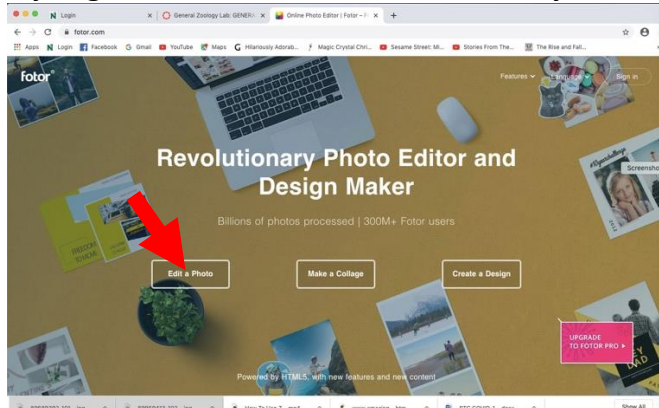 Login
General Zoology Lab: GENERA
Online Photo Editor | Fotor – F
fotor.com
Apps N Login Facebook Gmail YouTube Maps Hilariously Adorab... Magic Crystal Chri... Sesame Street: Mi... Stories From The... The Rise and Fall...
fotor
Features Language Sign in
Screensho
Revolutionary Photo Editor and
Design Maker
Billions of photos processed | 300M+ Fotor users
Edit a Photo Make a Collage Create a Design
UPGRADE
TO FOTOR PRO
Powered by HTML5, with new features and new content
Show All